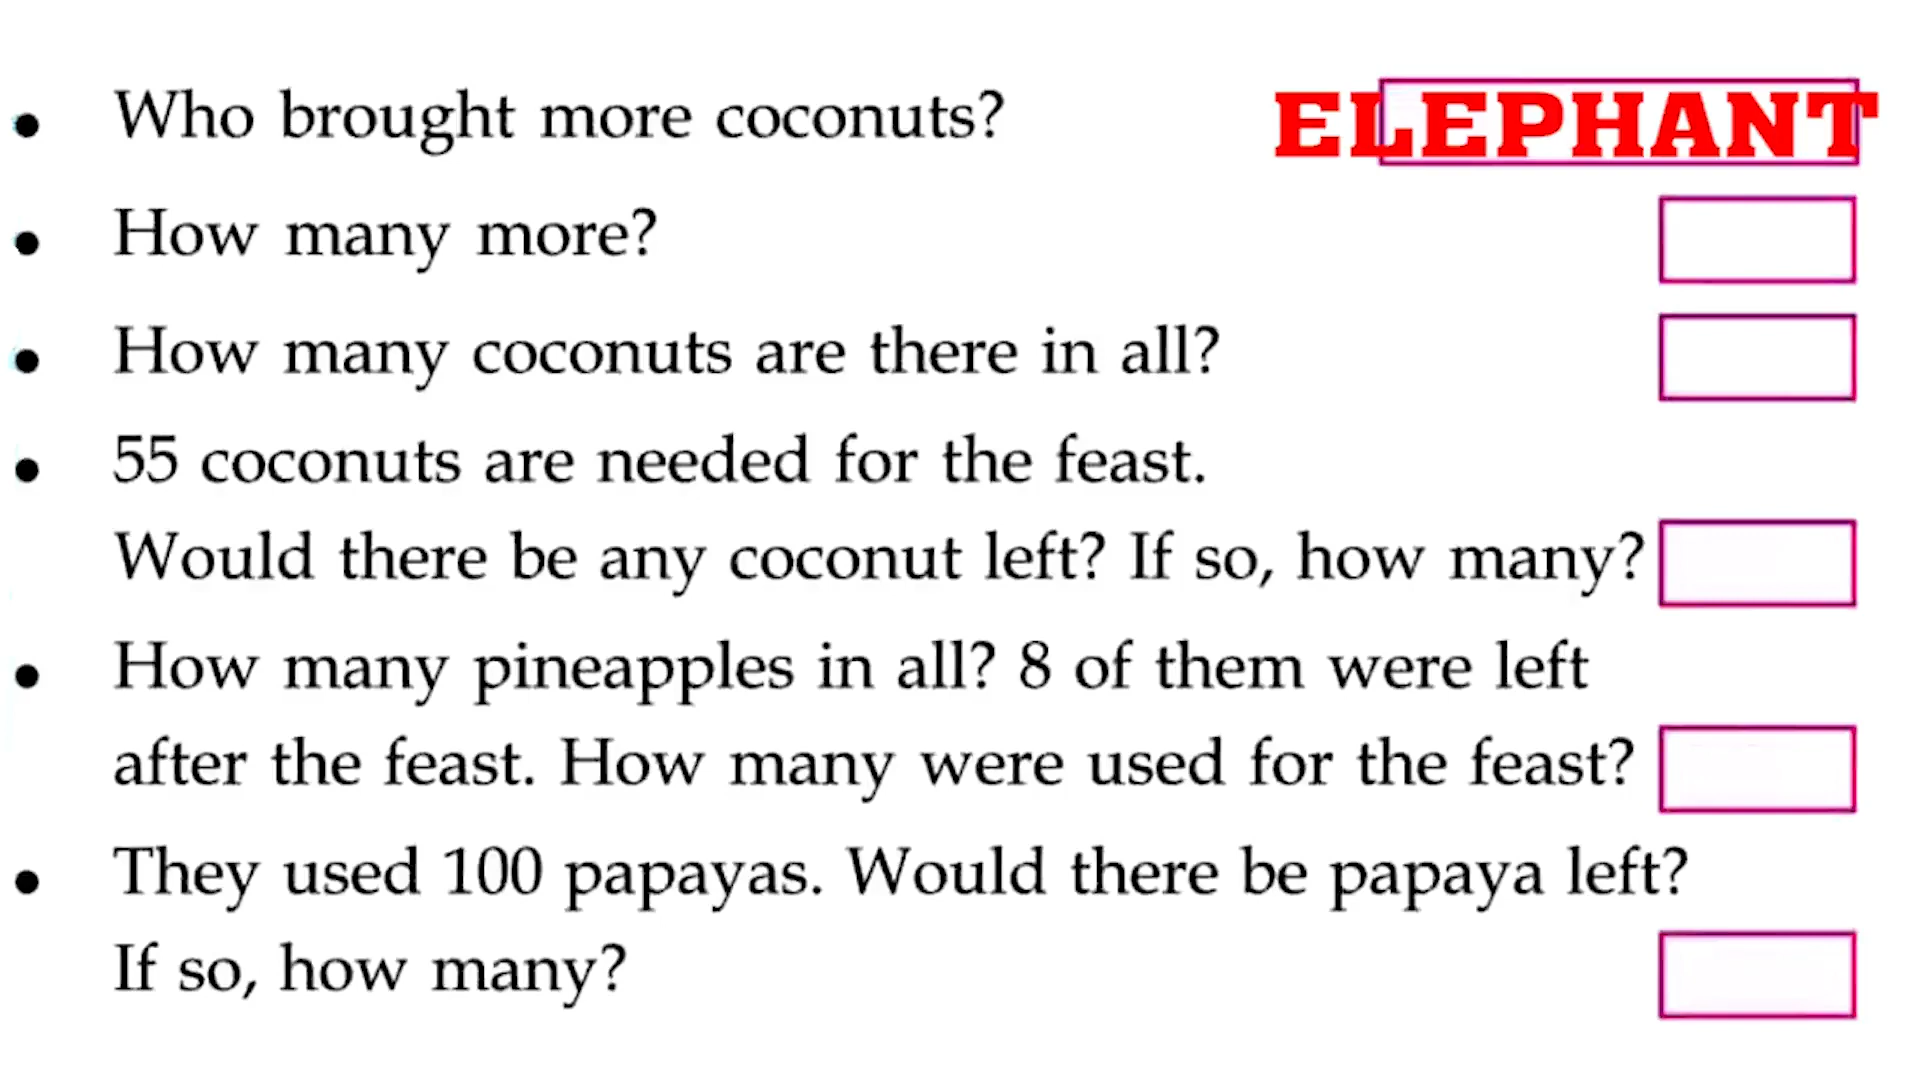 • Who brought more coconuts? ELEPHANT
• How many more?
• How many coconuts are there in all?
• 55 coconuts are needed for the feast.
Would there be any coconut left? If so, how many?
• How many pineapples in all? 8 of them were left
after the feast. How many were used for the feast?
• They used 100 papayas. Would there be papaya left?
If so, how many?